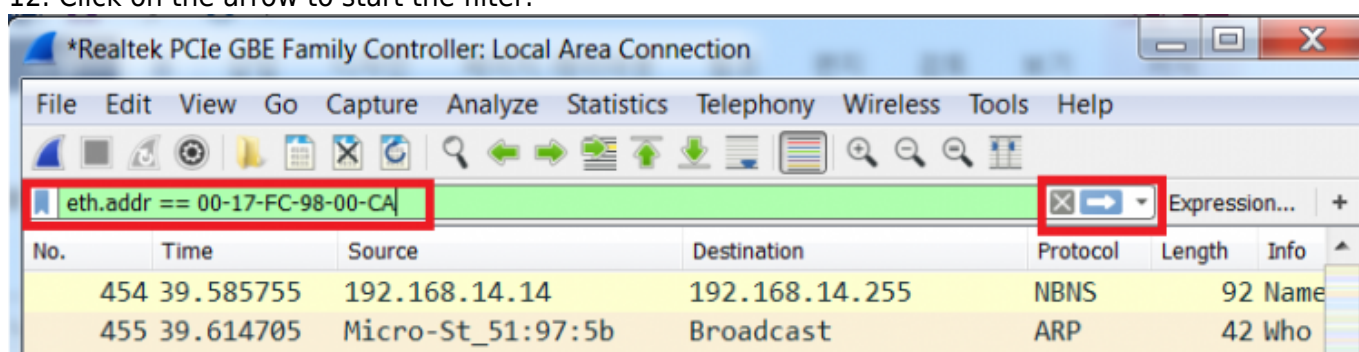 12. Click on the arrow to start the filter.
*Realtek PCIe GBE Family Controller: Local Area Connection
File Edit View Go Capture Analyze Statistics Telephony Wireless Tools Help
eth.addr == 00-17-FC-98-00-CA Expression... +
No. Time Source Destination Protocol Length Info
454 39.585755 192.168.14.14 192.168.14.255 NBNS 92 Name
455 39.614705 Micro-St_51:97:5b Broadcast ARP 42 Who